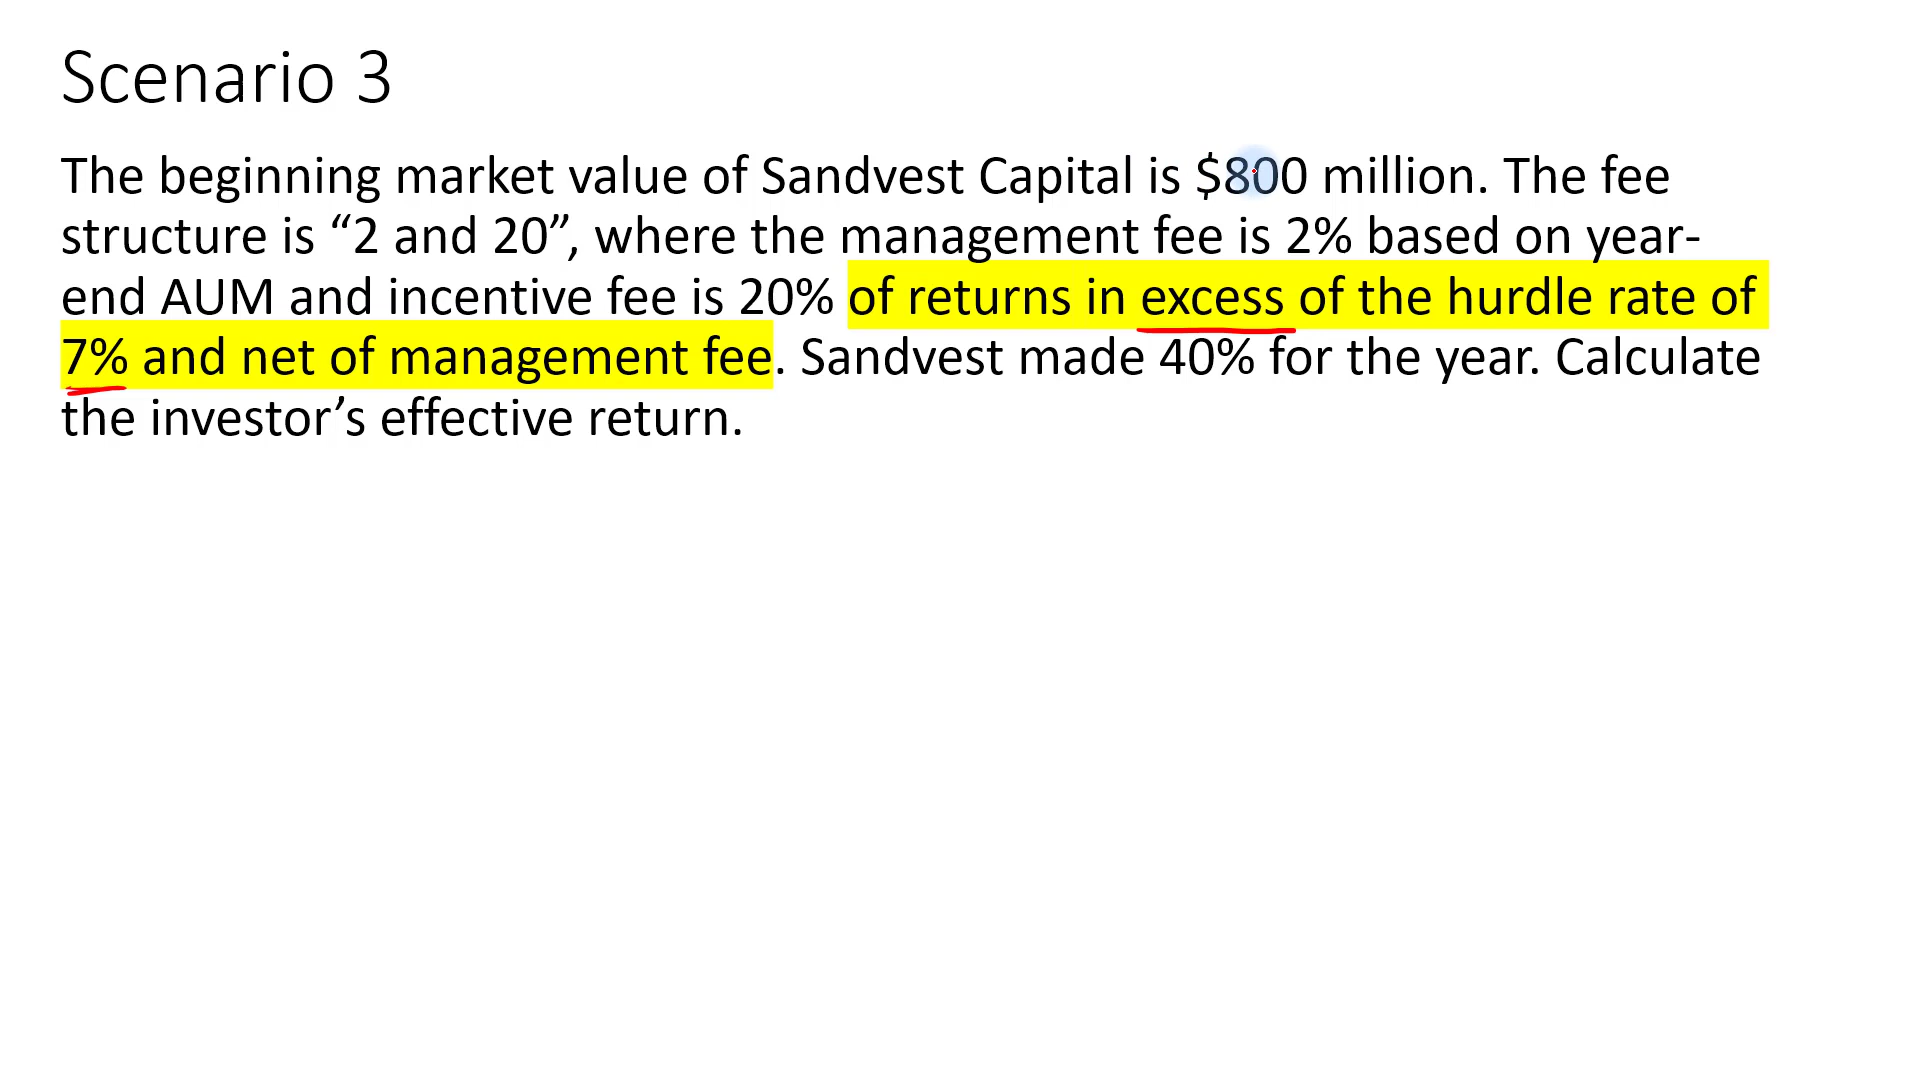 Scenario 3
The beginning market value of Sandvest Capital is $800 million. The fee
structure is “2 and 20”, where the management fee is 2% based on year-
end AUM and incentive fee is 20% of returns in excess of the hurdle rate of
7% and net of management fee. Sandvest made 40% for the year. Calculate
the investor’s effective return.